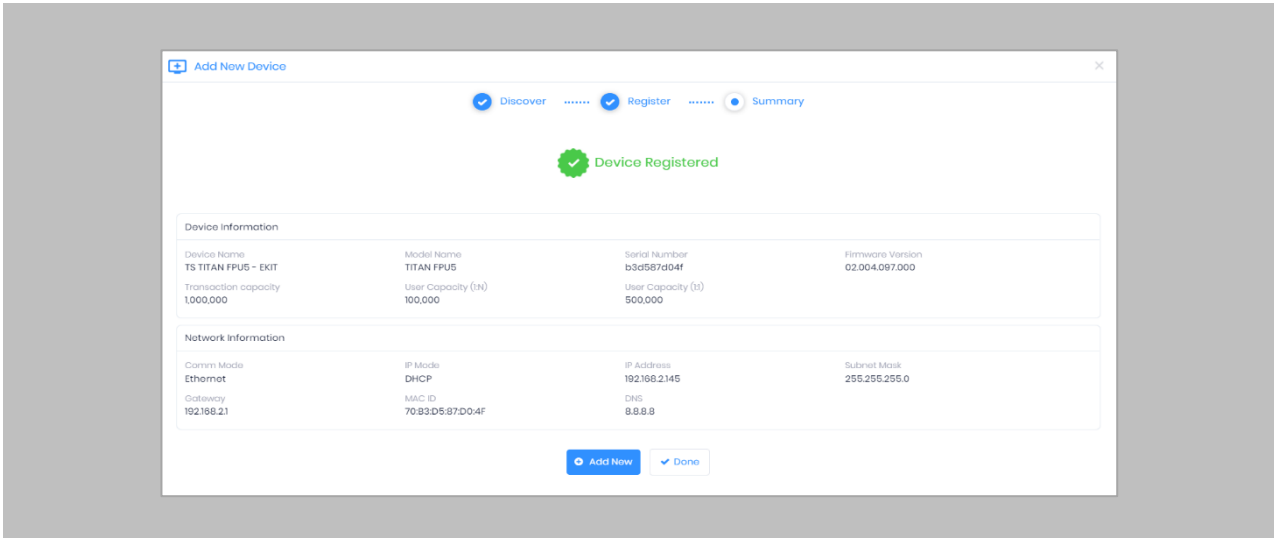 Add New Device
Discover Register Summary
Device Registered
Device Information
Device Name Model Name Serial Number Firmware Version
TS TITAN FPU5 - EKIT TITAN FPU5 b3d587d04f 02.004.097.000
Transaction capacity User Capacity (1:N) User Capacity (1:1)
1,000,000 100,000 500,000
Network Information
Comm Mode IP Mode IP Address Subnet Mask
Ethernet DHCP 192.168.2.145 255.255.255.0
Gateway MAC ID DNS
192.168.2.1 70:B3:D5:87:D0:4F 8.8.8.8
Add New Done